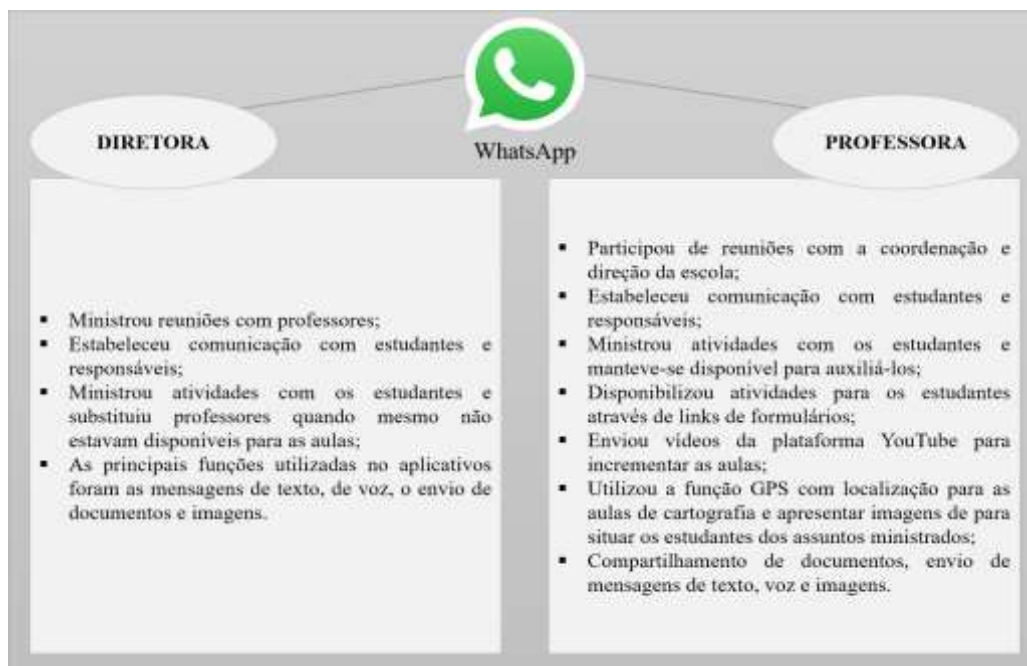 WhatsApp
DIRETORA
▪ Ministrou reuniões com professores;
▪ Estabeleceu comunicação com estudantes e
responsáveis;
▪ Ministrou atividades com os estudantes e
substituiu professores quando mesmo não
estavam disponíveis para as aulas;
▪ As principais funções utilizadas no aplicativos
foram as mensagens de texto, de voz, o envio de
documentos e imagens.
PROFESSORA
▪ Participou de reuniões com a coordenação e
direção da escola;
▪ Estabeleceu comunicação com estudantes e
responsáveis;
▪ Ministrou atividades com os estudantes e
manteve-se disponível para auxiliá-los;
▪ Disponibilizou atividades para os estudantes
através de links de formulários;
▪ Enviou vídeos da plataforma YouTube para
incrementar as aulas;
▪ Utilizou a função GPS com localização para as
aulas de cartografia e apresentar imagens de para
situar os estudantes dos assuntos ministrados;
▪ Compartilhamento de documentos, envio de
mensagens de texto, voz e imagens.